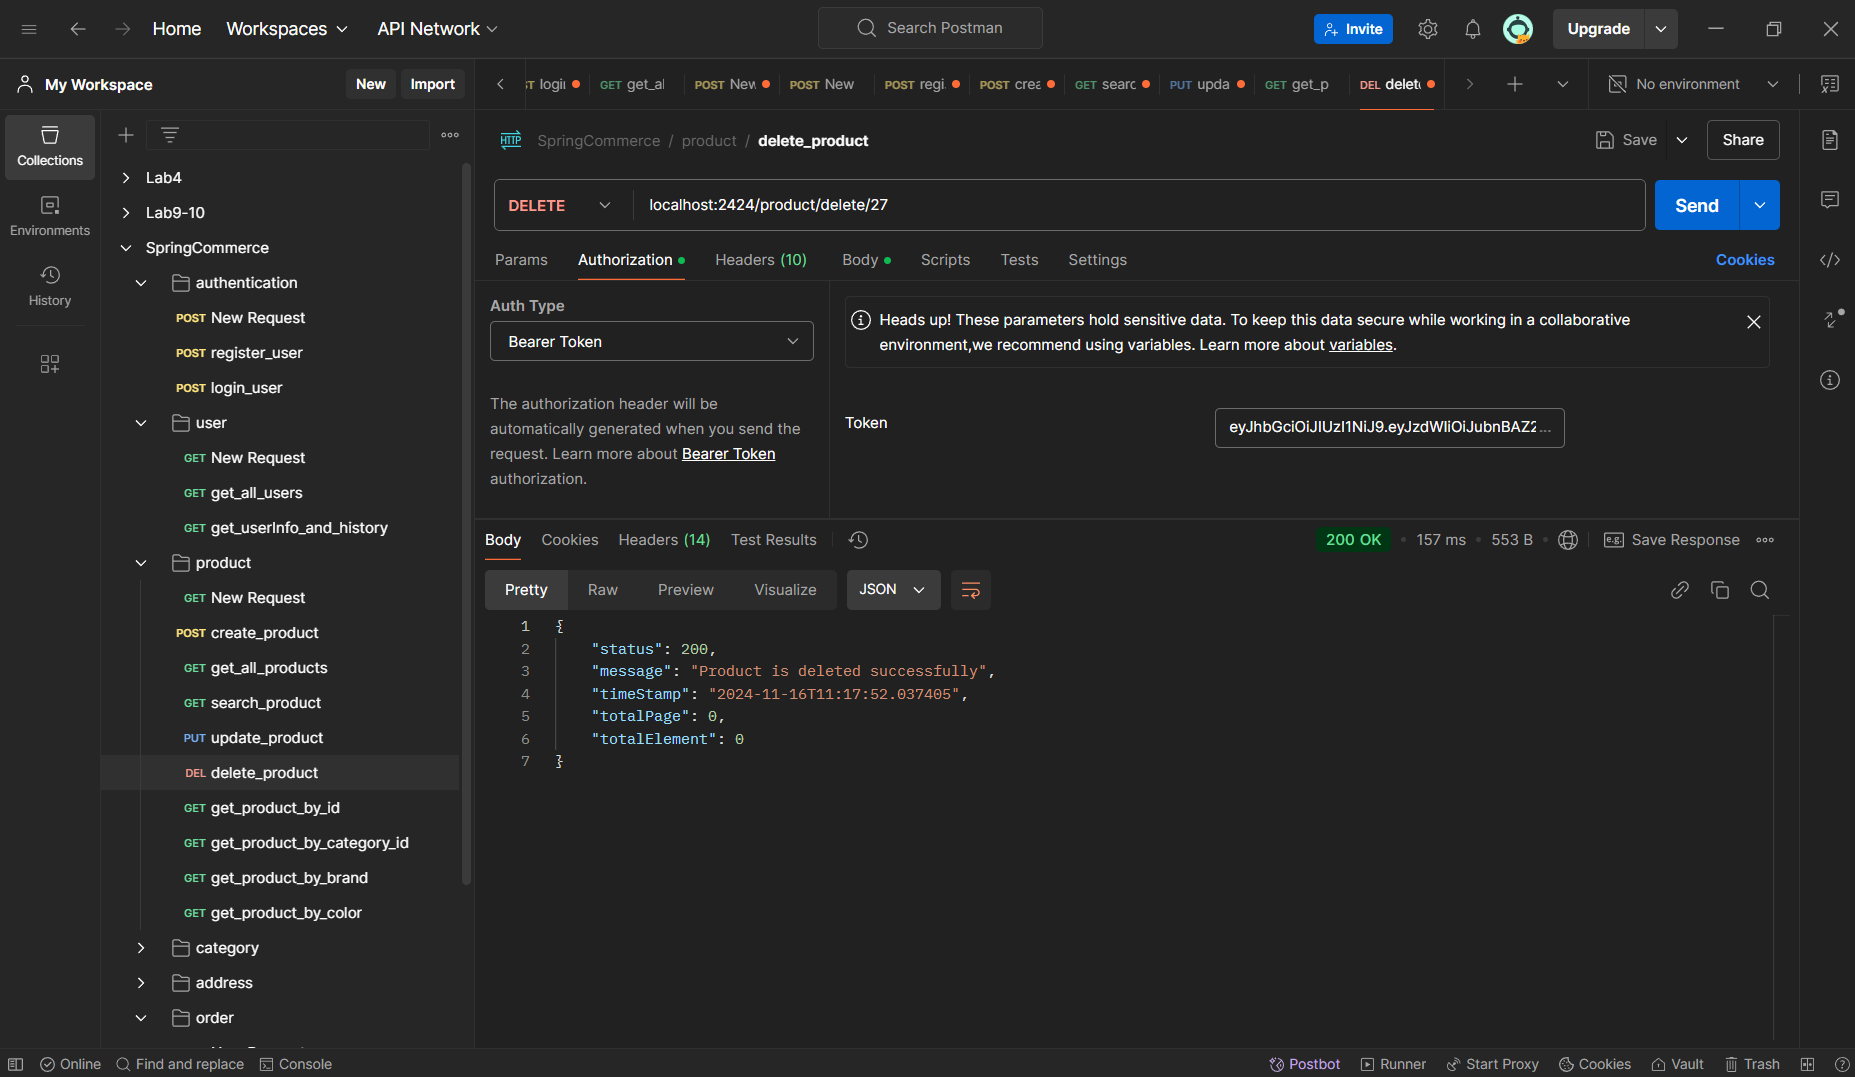 Home
Workspaces
API Network
Search Postman
Invite
Upgrade
My Workspace
New
Import
logi
GET get_al
POST New
POST New
POST regi
POST crea
GET searc
PUT upda
GET get_p
DEL delet
No environment
Collections
Environments
History
Lab4
Lab9-10
SpringCommerce
authentication
POST New Request
POST register_user
POST login_user
user
GET New Request
GET get_all_users
GET get_userInfo_and_history
product
GET New Request
POST create_product
GET get_all_products
GET search_product
PUT update_product
DEL delete_product
GET get_product_by_id
GET get_product_by_category_id
GET get_product_by_brand
GET get_product_by_color
category
address
order
HTTP SpringCommerce / product / delete_product
Save
Share
DELETE
localhost:2424/product/delete/27
Send
Params
Authorization
Headers (10)
Body
Scripts
Tests
Settings
Cookies
Auth Type
Bearer Token
The authorization header will be
automatically generated when you send the
request. Learn more about Bearer Token
authorization.
Heads up! These parameters hold sensitive data. To keep this data secure while working in a collaborative
environment,we recommend using variables. Learn more about variables.
Token
eyJhbGciOiJIUzI1NiJ9.eyJzdWIiOiJubnBAZ2...
Body
Cookies
Headers (14)
Test Results
200 OK
157 ms
553 B
e.g. Save Response
Pretty
Raw
Preview
Visualize
JSON
1 {
2 "status": 200,
3 "message": "Product is deleted successfully",
4 "timeStamp": "2024-11-16T11:17:52.037405",
5 "totalPage": 0,
6 "totalElement": 0
7 }
Online
Find and replace
Console
Postbot
Runner
Start Proxy
Cookies
Vault
Trash